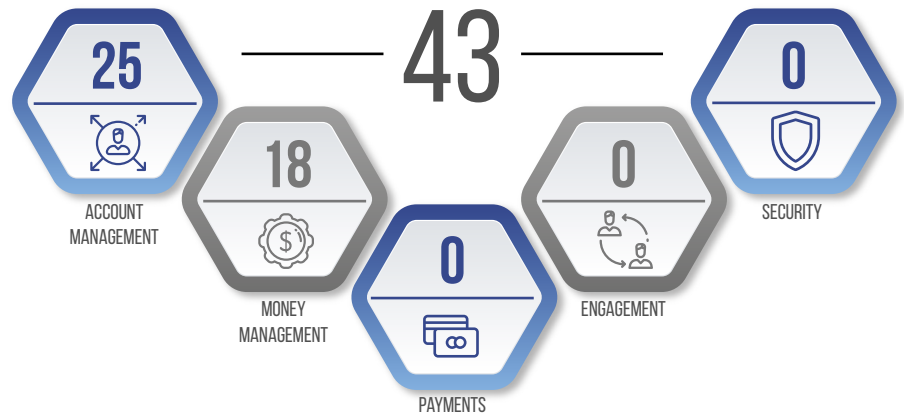 43
25
ACCOUNT
MANAGEMENT
18
$
MONEY
MANAGEMENT
0
PAYMENTS
0
ENGAGEMENT
0
SECURITY